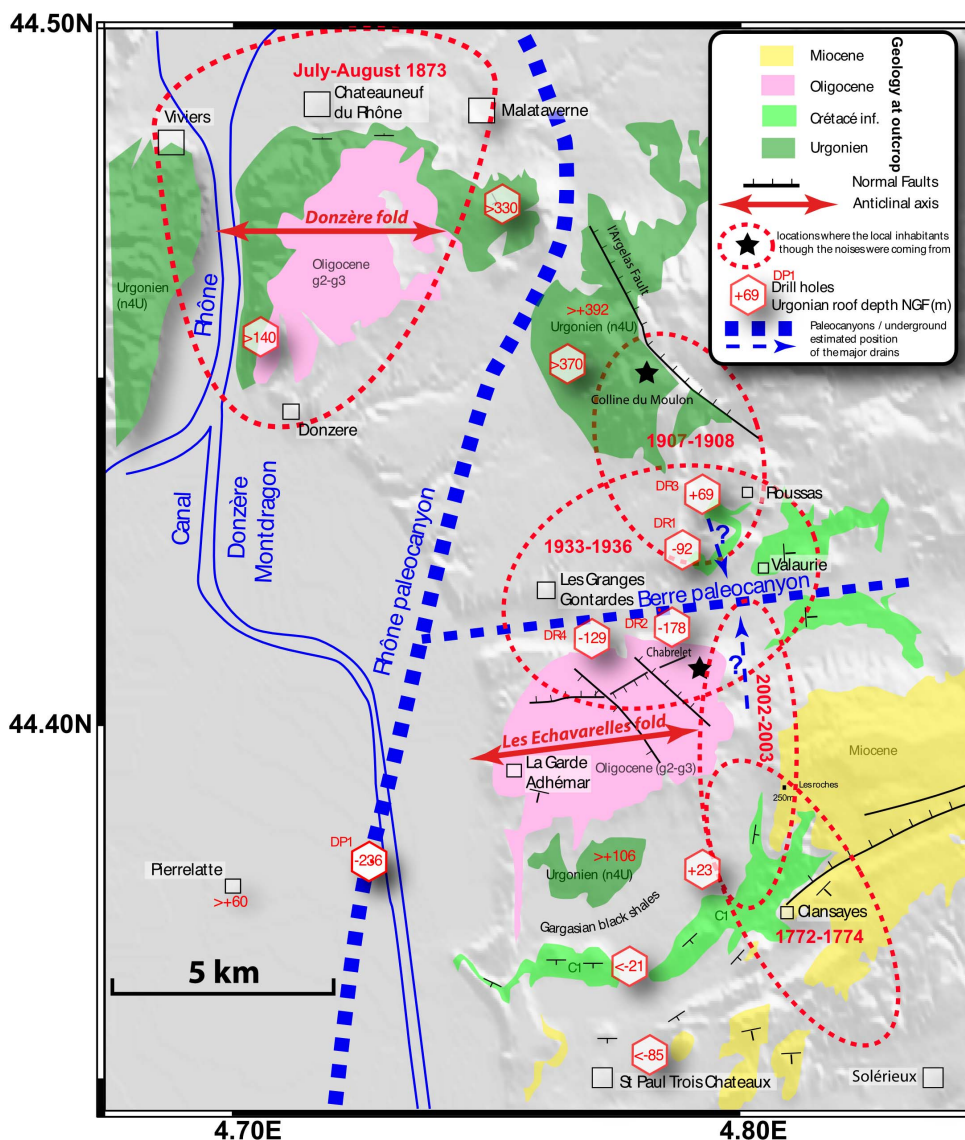 44.50N
July-August 1873
Chateauneuf
du Rhône
Malataverne
Viviers
>330
Donzère fold
Oligocene
g2-g3
Urgonien
(n4U)
Rhône
>140
Donzere
l'Argelas Fault
>+392
Urgonien (n4U)
>370
Colline du Moulon
1907-1908
Miocene
Oligocene
Crétacé inf.
Urgonien
Geology at outcrop
Normal Faults
Anticlinal axis
locations where the local inhabitants
though the noises were coming from
DP1
+69
Drill holes
Urgonian roof depth NGF (m)
Paleocanyons / underground
estimated position
of the major drains
Canal
Donzère
Montdragon
Rhône paleocanyon
DR3
+69
Roussas
DR1
-92
?
1933-1936
Valaurie
Les Granges
Gontardes
Berre paleocanyon
DR4
-129
DR2
-178
Chabrelet
?
2002-2003
44.40N
Les Echavarelles fold
La Garde
Adhémar
Oligocene (g2-g3)
Miocene
Les roches
250m
DP1
-236
Pierrelatte
>+60
>+106
Urgonien (n4U)
+23
Gargasian black shales
C1
Clansayes
1772-1774
C1
<-21
5 km
<-85
St Paul Trois Chateaux
Solérieux
4.70E
4.80E